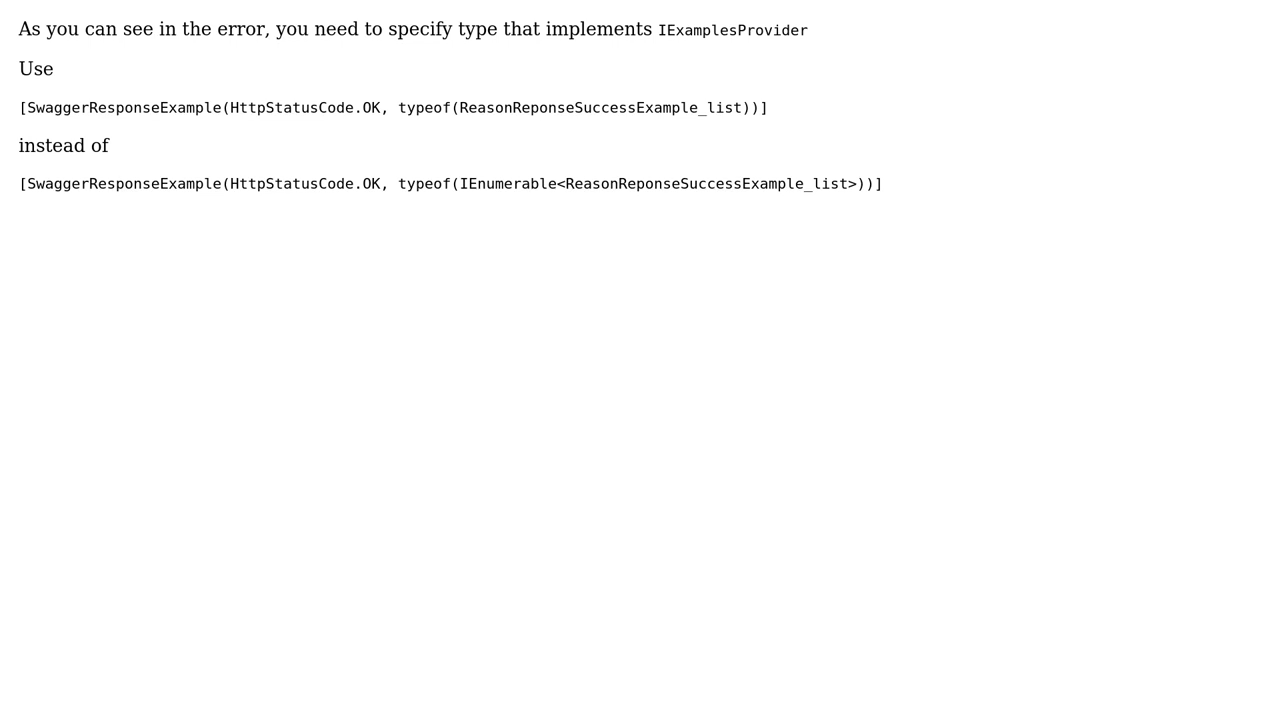 As you can see in the error, you need to specify type that implements IExamplesProvider
Use
[SwaggerResponseExample(HttpStatusCode.OK, typeof(ReasonReponseSuccessExample_list))]
instead of
[SwaggerResponseExample(HttpStatusCode.OK, typeof(IEnumerable<ReasonReponseSuccessExample_list>))]